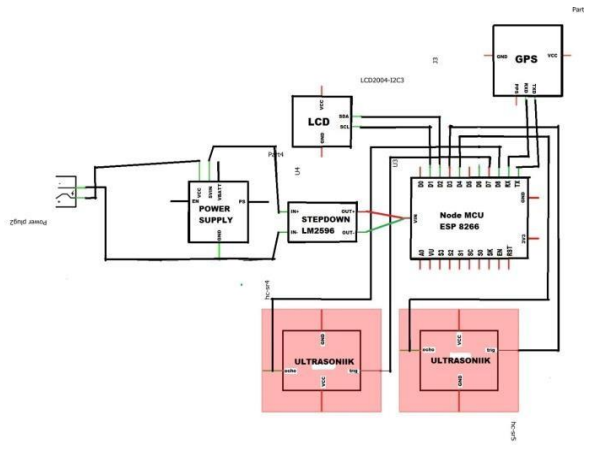 Part
GND
GPS
VCC
PPS
RXD
TXD
J3
LCD2004-I2C3
VCC
LCD
SDA
SCL
GND
Part4
U4
U3
D0
D1
D2
D3
D4
D5
D6
D7
D8
RX
TX
Node MCU
ESP 8266
VIN
GND
3V3
A0
VU
S3
S2
S1
SC
S0
SK
EN
RST
Power plug2
VCC
VBATT
EN
POWER
SUPPLY
FS
GND
IN+
IN-
STEPDOWN
LM2596
OUT+
OUT-
hc-sr4
GND
ULTRASONIIK
echo
trig
VCC
VCC
echo
trig
ULTRASONIIK
GND
hc-sr5